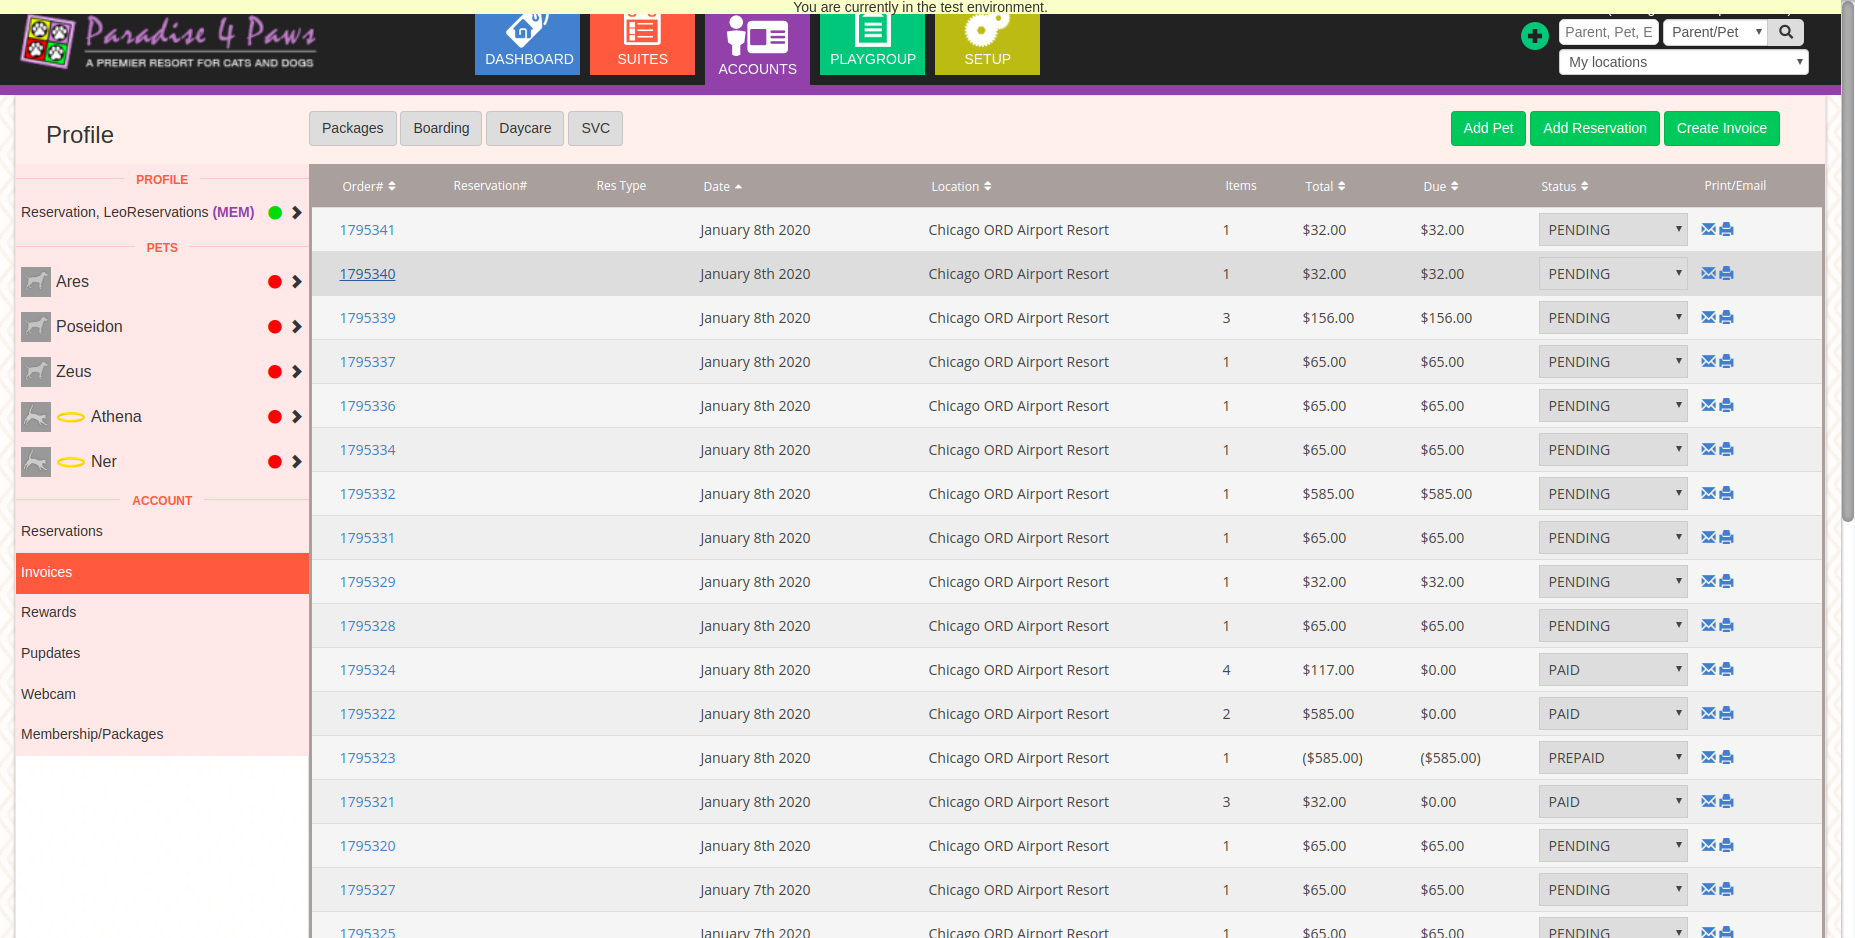 You are currently in the test environment.
Paradise 4 Paws
A PREMIER RESORT FOR CATS AND DOGS
DASHBOARD SUITES ACCOUNTS PLAYGROUP SETUP
Parent, Pet, E Parent/Pet
My locations
Profile
Packages Boarding Daycare SVC
Add Pet Add Reservation Create Invoice
PROFILE
Reservation, LeoReservations (MEM)
PETS
Ares
Poseidon
Zeus
Athena
Ner
ACCOUNT
Reservations
Invoices
Rewards
Pupdates
Webcam
Membership/Packages
Order# Reservation# Res Type Date Location Items Total Due Status Print/Email
1795341 January 8th 2020 Chicago ORD Airport Resort 1 $32.00 $32.00 PENDING
1795340 January 8th 2020 Chicago ORD Airport Resort 1 $32.00 $32.00 PENDING
1795339 January 8th 2020 Chicago ORD Airport Resort 3 $156.00 $156.00 PENDING
1795337 January 8th 2020 Chicago ORD Airport Resort 1 $65.00 $65.00 PENDING
1795336 January 8th 2020 Chicago ORD Airport Resort 1 $65.00 $65.00 PENDING
1795334 January 8th 2020 Chicago ORD Airport Resort 1 $65.00 $65.00 PENDING
1795332 January 8th 2020 Chicago ORD Airport Resort 1 $585.00 $585.00 PENDING
1795331 January 8th 2020 Chicago ORD Airport Resort 1 $65.00 $65.00 PENDING
1795329 January 8th 2020 Chicago ORD Airport Resort 1 $32.00 $32.00 PENDING
1795328 January 8th 2020 Chicago ORD Airport Resort 1 $65.00 $65.00 PENDING
1795324 January 8th 2020 Chicago ORD Airport Resort 4 $117.00 $0.00 PAID
1795322 January 8th 2020 Chicago ORD Airport Resort 2 $585.00 $0.00 PAID
1795323 January 8th 2020 Chicago ORD Airport Resort 1 ($585.00) ($585.00) PREPAID
1795321 January 8th 2020 Chicago ORD Airport Resort 3 $32.00 $0.00 PAID
1795320 January 8th 2020 Chicago ORD Airport Resort 1 $65.00 $65.00 PENDING
1795327 January 7th 2020 Chicago ORD Airport Resort 1 $65.00 $65.00 PENDING
1795325 January 7th 2020 Chicago ORD Airport Resort 1 $65.00 $65.00 PENDING